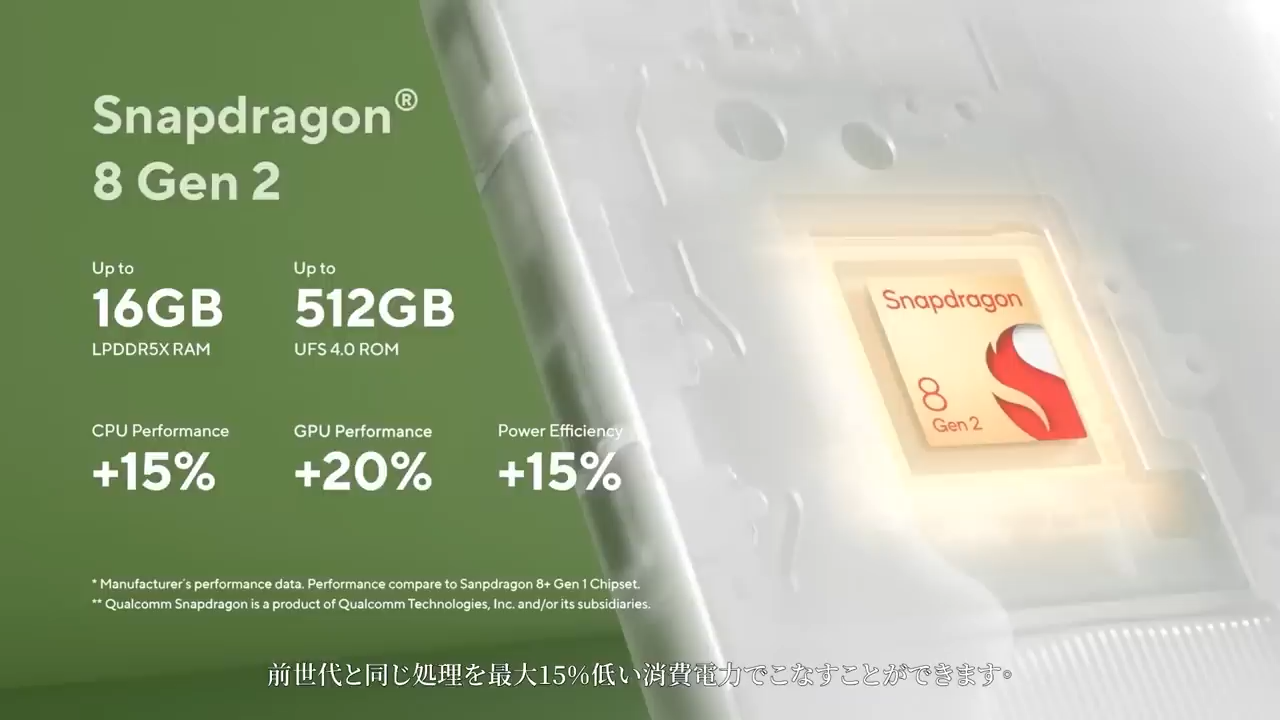 Snapdragon®
8 Gen 2
Up to
16GB
LPDDR5X RAM
Up to
512GB
UFS 4.0 ROM
CPU Performance
+15%
GPU Performance
+20%
Power Efficiency
+15%
* Manufacturer's performance data. Performance compare to Sanpdragon 8+ Gen 1 Chipset.
** Qualcomm Snapdragon is a product of Qualcomm Technologies, Inc. and/or its subsidiaries.
Snapdragon
8
Gen 2
前世代と同じ処理を最大15%低い消費電力でこなすことができます。